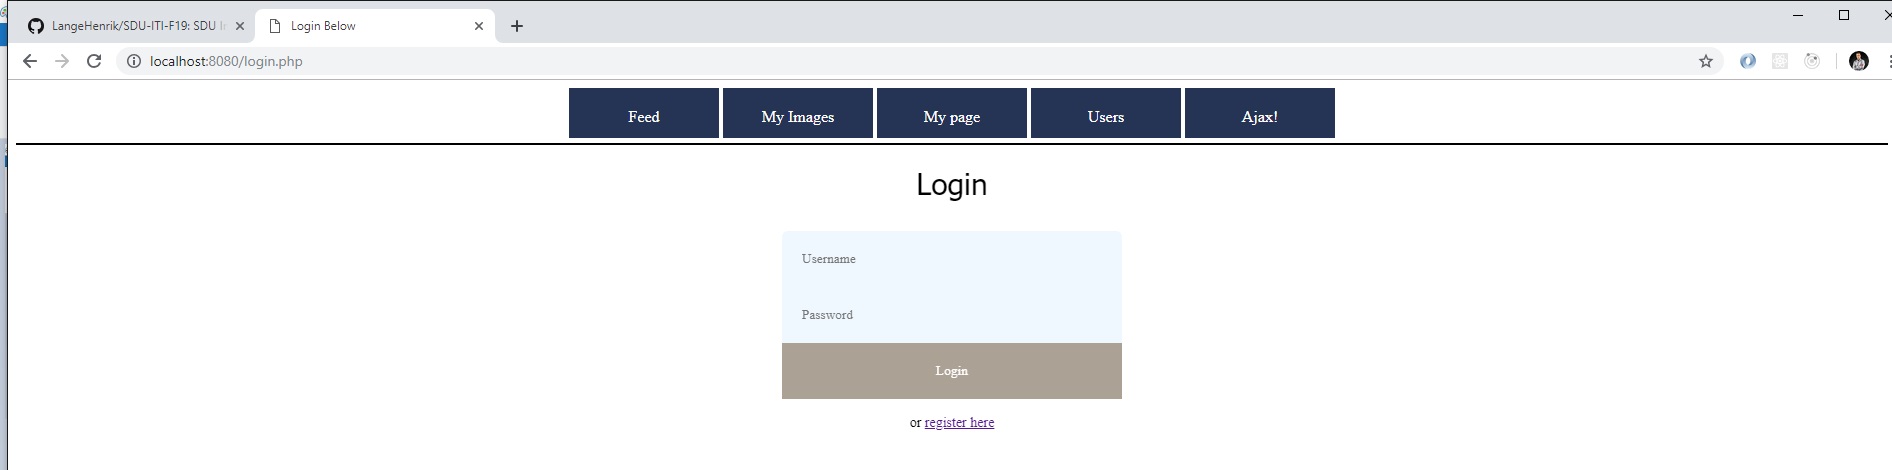 LangeHenrik/SDU-ITI-F19: SDU
Login Below
localhost:8080/login.php
Feed My Images My page Users Ajax!
Login
Username
Password
Login
or register here